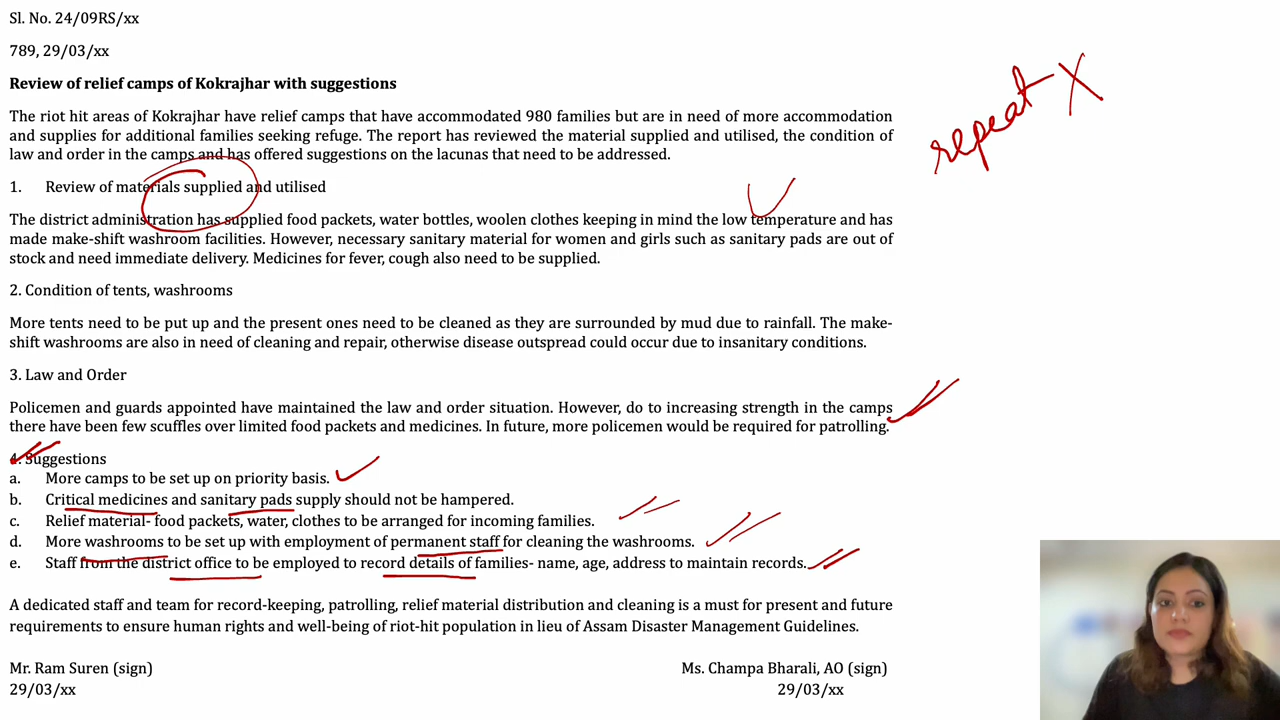 Sl. No. 24/09RS/xx
789, 29/03/xx
Review of relief camps of Kokrajhar with suggestions
The riot hit areas of Kokrajhar have relief camps that have accommodated 980 families but are in need of more accommodation
and supplies for additional families seeking refuge. The report has reviewed the material supplied and utilised, the condition of
law and order in the camps and has offered suggestions on the lacunas that need to be addressed.
repeat X
1. Review of materials supplied and utilised
The district administration has supplied food packets, water bottles, woolen clothes keeping in mind the low temperature and has
made make-shift washroom facilities. However, necessary sanitary material for women and girls such as sanitary pads are out of
stock and need immediate delivery. Medicines for fever, cough also need to be supplied.
2. Condition of tents, washrooms
More tents need to be put up and the present ones need to be cleaned as they are surrounded by mud due to rainfall. The make-
shift washrooms are also in need of cleaning and repair, otherwise disease outspread could occur due to insanitary conditions.
3. Law and Order
Policemen and guards appointed have maintained the law and order situation. However, do to increasing strength in the camps
there have been few scuffles over limited food packets and medicines. In future, more policemen would be required for patrolling.
4. Suggestions
a. More camps to be set up on priority basis.
b. Critical medicines and sanitary pads supply should not be hampered.
c. Relief material- food packets, water, clothes to be arranged for incoming families.
d. More washrooms to be set up with employment of permanent staff for cleaning the washrooms.
e. Staff from the district office to be employed to record details of families- name, age, address to maintain records.
A dedicated staff and team for record-keeping, patrolling, relief material distribution and cleaning is a must for present and future
requirements to ensure human rights and well-being of riot-hit population in lieu of Assam Disaster Management Guidelines.
Mr. Ram Suren (sign) Ms. Champa Bharali, AO (sign)
29/03/xx 29/03/xx